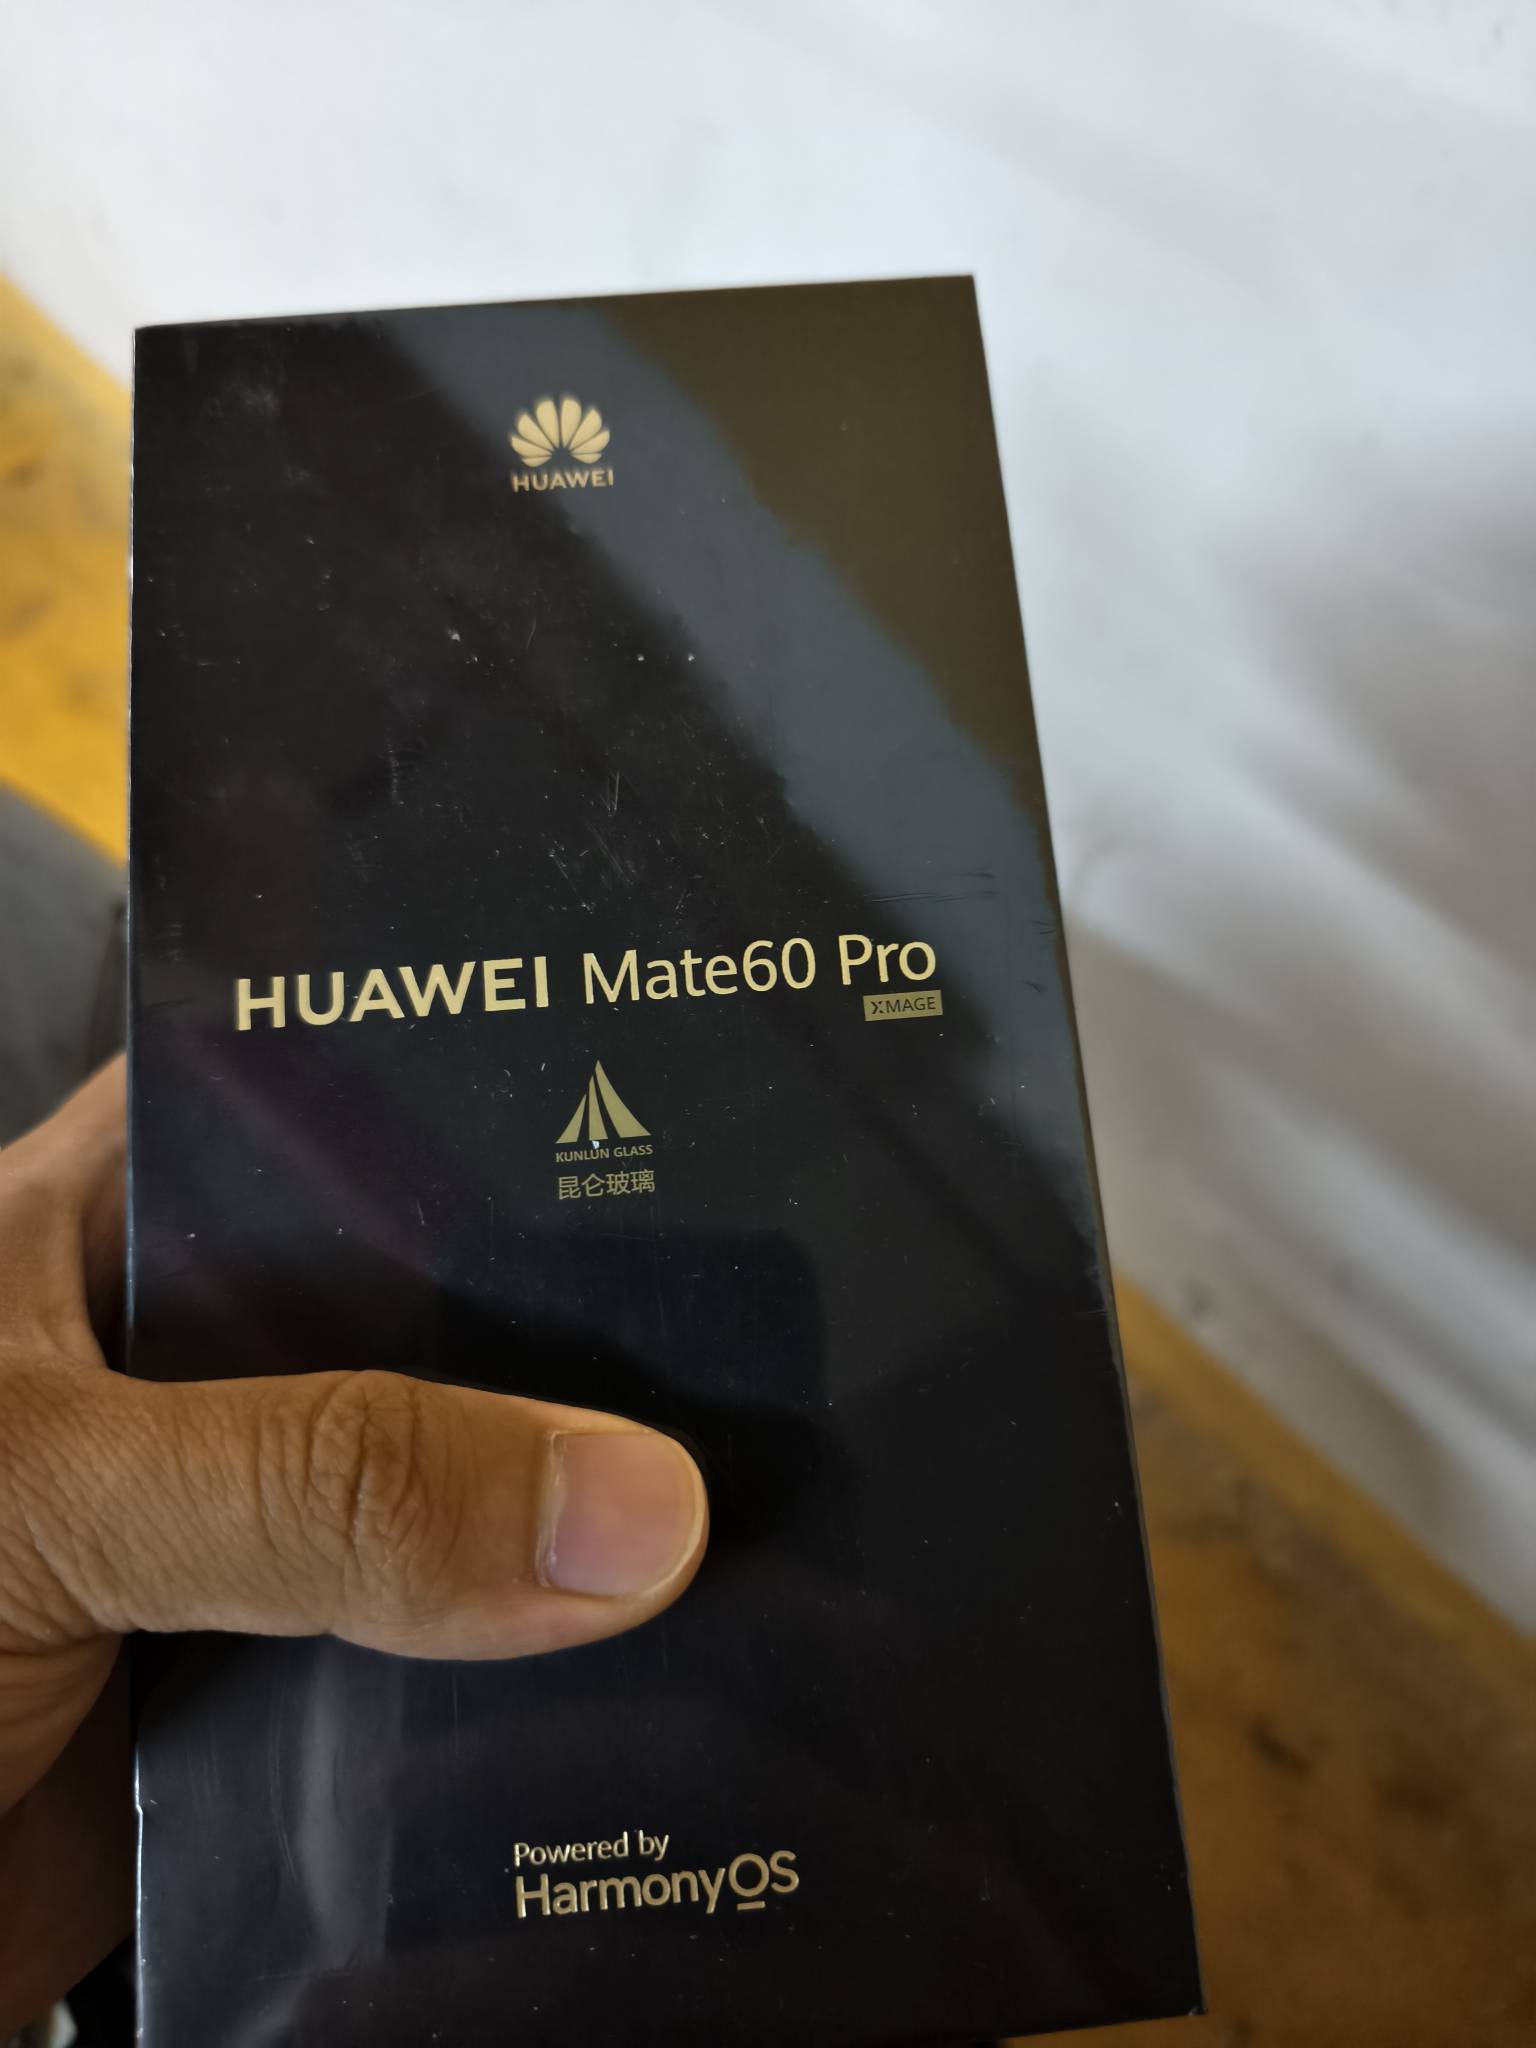 HUAWEI
HUAWEI Mate60 Pro
XMAGE
KUNLUN GLASS
昆仑玻璃
Powered by
HarmonyOS